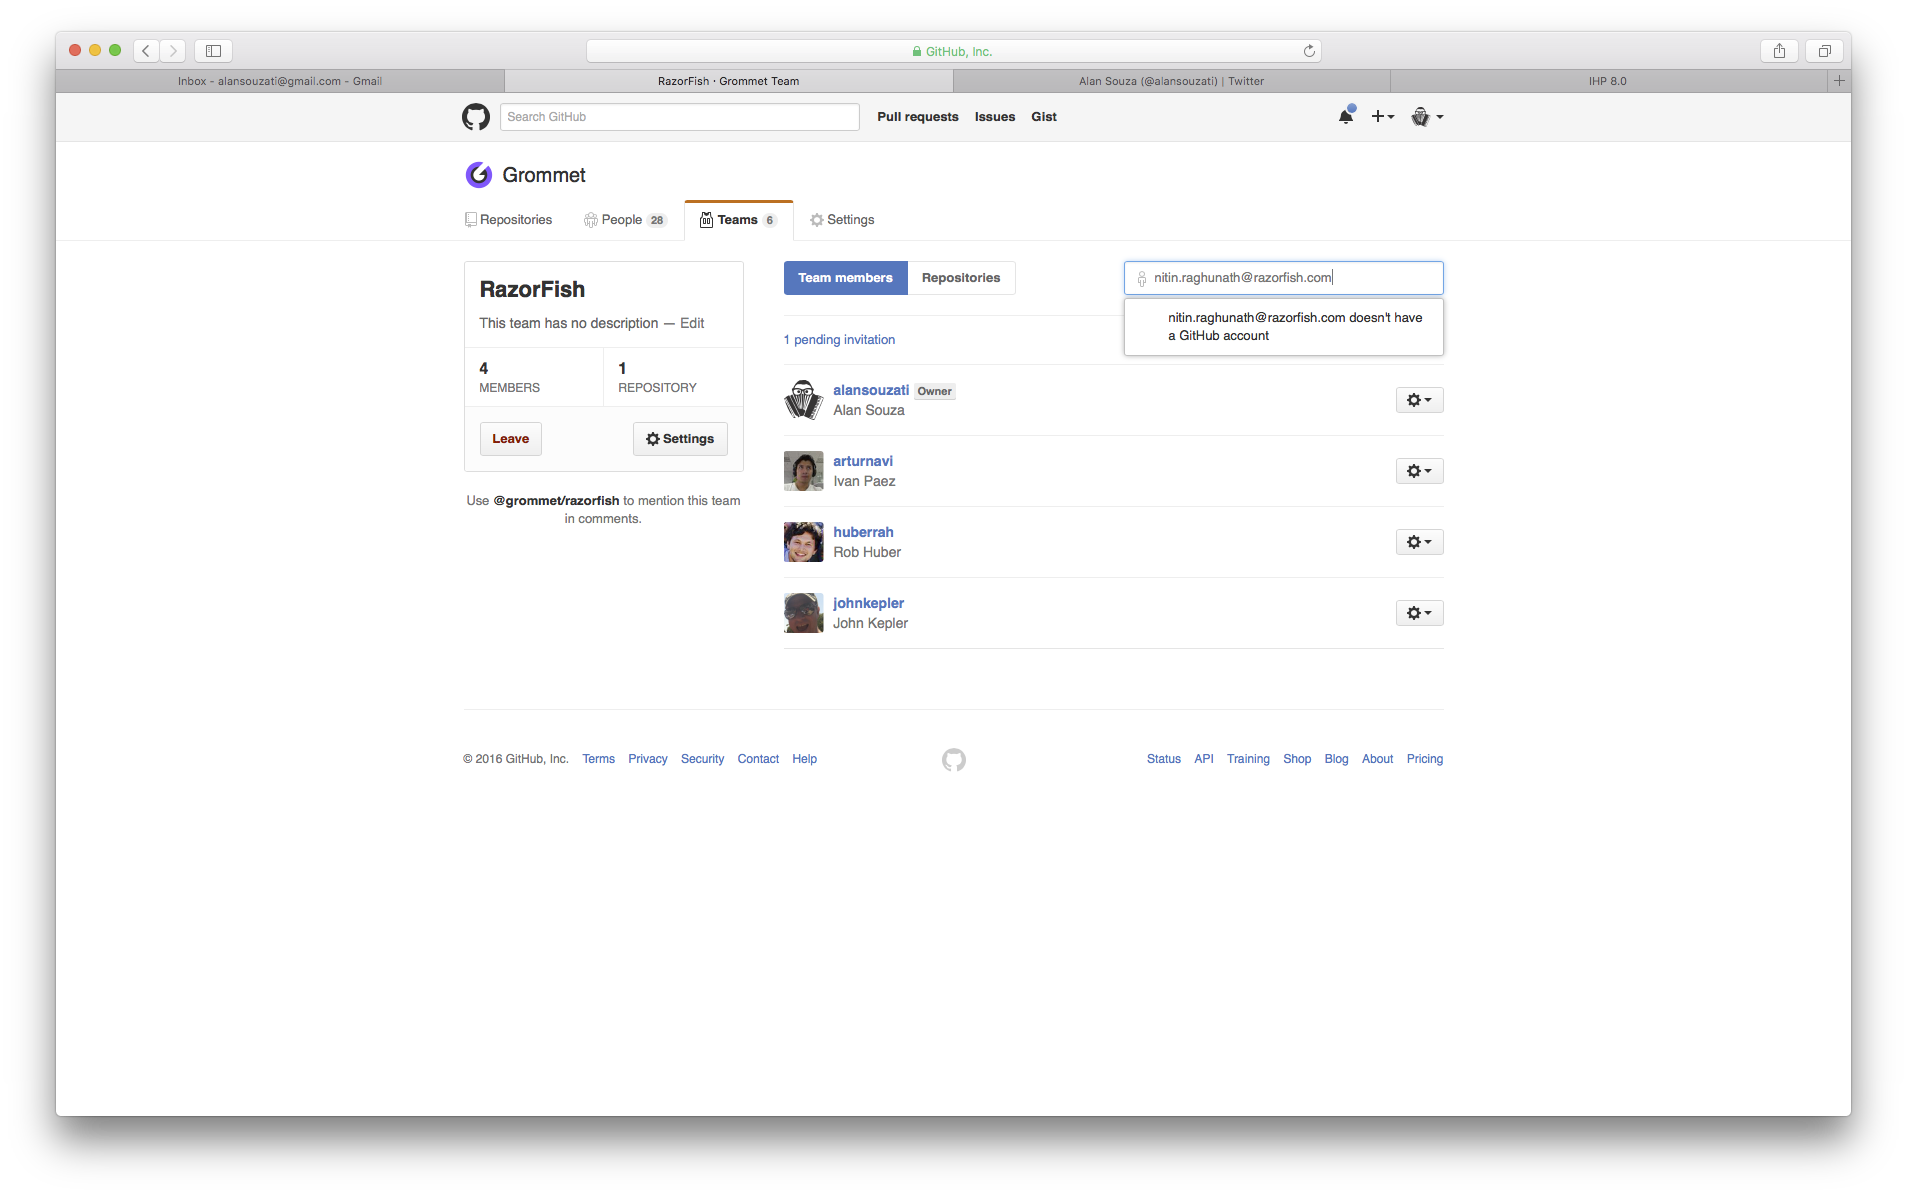 GitHub, Inc.
Inbox - alansouzati@gmail.com - Gmail
RazorFish · Grommet Team
Alan Souza (@alansouzati) | Twitter
IHP 8.0
Search GitHub
Pull requests
Issues
Gist
Grommet
Repositories
People 28
Teams 6
Settings
RazorFish
This team has no description — Edit
4
MEMBERS
1
REPOSITORY
Leave
Settings
Use @grommet/razorfish to mention this team
in comments.
Team members
Repositories
nitin.raghunath@razorfish.com
nitin.raghunath@razorfish.com doesn't have
a GitHub account
1 pending invitation
alansouzati Owner
Alan Souza
arturnavi
Ivan Paez
huberrah
Rob Huber
johnkepler
John Kepler
© 2016 GitHub, Inc. Terms Privacy Security Contact Help
Status API Training Shop Blog About Pricing